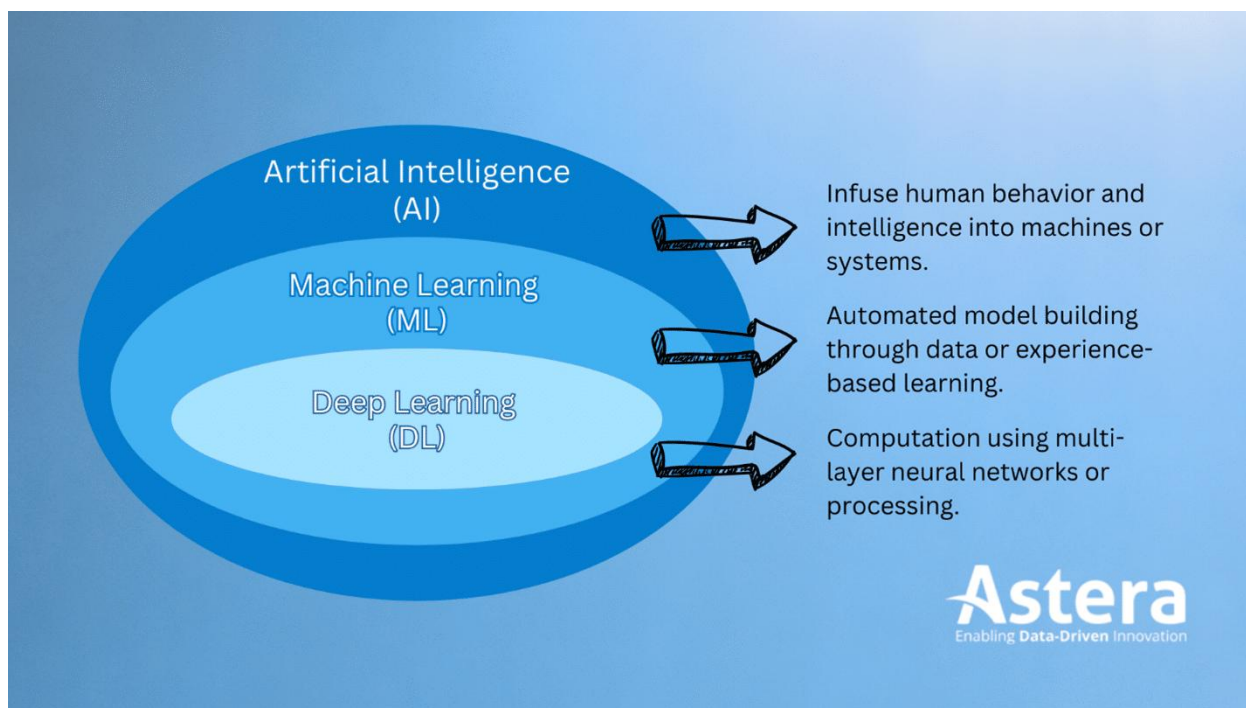 Artificial Intelligence
(AI)
Machine Learning
(ML)
Deep Learning
(DL)
Infuse human behavior and
intelligence into machines or
systems.
Automated model building
through data or experience-
based learning.
Computation using multi-
layer neural networks or
processing.
Astera
Enabling Data-Driven Innovation